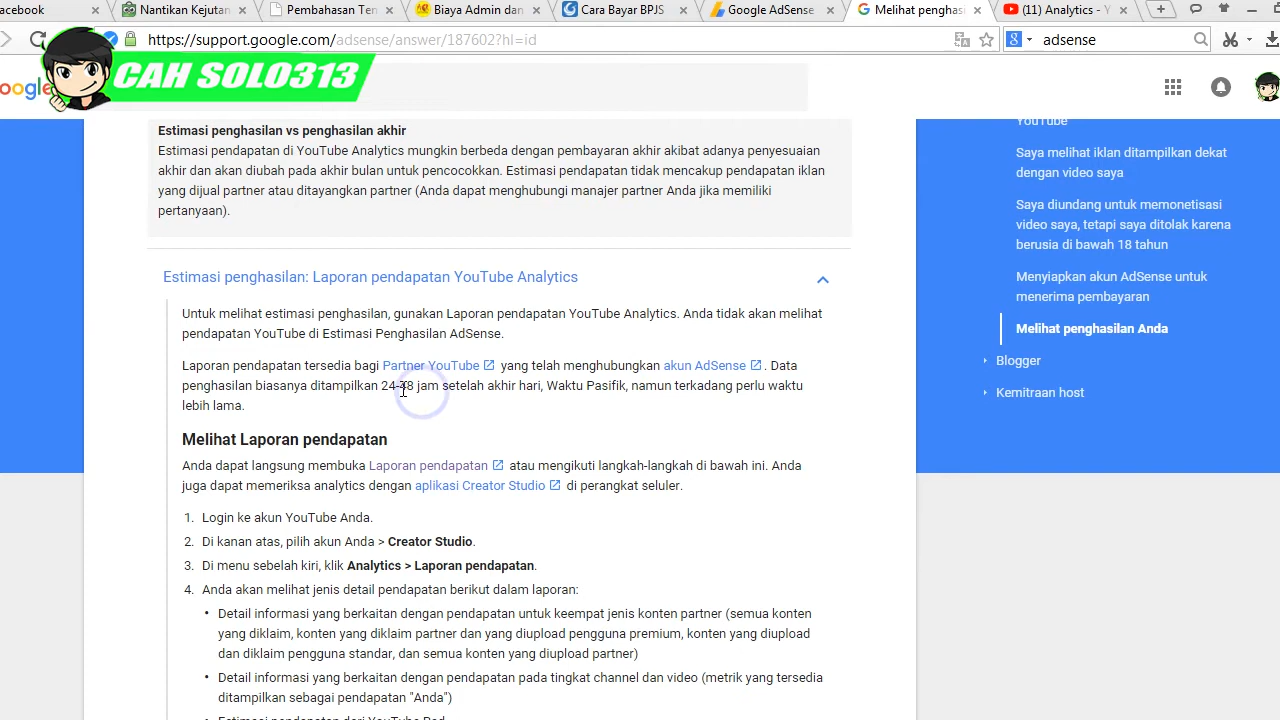 acebook
Nantikan Kejutan
Pembahasan Ten
Biaya Admin dan
Cara Bayar BPJS
Google AdSense
Melihat penghas
(11) Analytics - Y
https://support.google.com/adsense/answer/187602?hl=id
adsense
CAH SOLO313
oogle
Estimasi penghasilan vs penghasilan akhir
Estimasi pendapatan di YouTube Analytics mungkin berbeda dengan pembayaran akhir akibat adanya penyesuaian
akhir dan akan diubah pada akhir bulan untuk pencocokkan. Estimasi pendapatan tidak mencakup pendapatan iklan
yang dijual partner atau ditayangkan partner (Anda dapat menghubungi manajer partner Anda jika memiliki
pertanyaan).
Estimasi penghasilan: Laporan pendapatan YouTube Analytics
Untuk melihat estimasi penghasilan, gunakan Laporan pendapatan YouTube Analytics. Anda tidak akan melihat
pendapatan YouTube di Estimasi Penghasilan AdSense.
Laporan pendapatan tersedia bagi Partner YouTube yang telah menghubungkan akun AdSense. Data
penghasilan biasanya ditampilkan 24-48 jam setelah akhir hari, Waktu Pasifik, namun terkadang perlu waktu
lebih lama.
Melihat Laporan pendapatan
Anda dapat langsung membuka Laporan pendapatan atau mengikuti langkah-langkah di bawah ini. Anda
juga dapat memeriksa analytics dengan aplikasi Creator Studio di perangkat seluler.
1. Login ke akun YouTube Anda.
2. Di kanan atas, pilih akun Anda > Creator Studio.
3. Di menu sebelah kiri, klik Analytics > Laporan pendapatan.
4. Anda akan melihat jenis detail pendapatan berikut dalam laporan:
• Detail informasi yang berkaitan dengan pendapatan untuk keempat jenis konten partner (semua konten
yang diklaim, konten yang diklaim partner dan yang diupload pengguna premium, konten yang diupload
dan diklaim pengguna standar, dan semua konten yang diupload partner)
• Detail informasi yang berkaitan dengan pendapatan pada tingkat channel dan video (metrik yang tersedia
ditampilkan sebagai pendapatan "Anda")
• Estimasi pendapatan dari YouTube Red
YouTube
Saya melihat iklan ditampilkan dekat
dengan video saya
Saya diundang untuk memonetisasi
video saya, tetapi saya ditolak karena
berusia di bawah 18 tahun
Menyiapkan akun AdSense untuk
menerima pembayaran
Melihat penghasilan Anda
Blogger
Kemitraan host